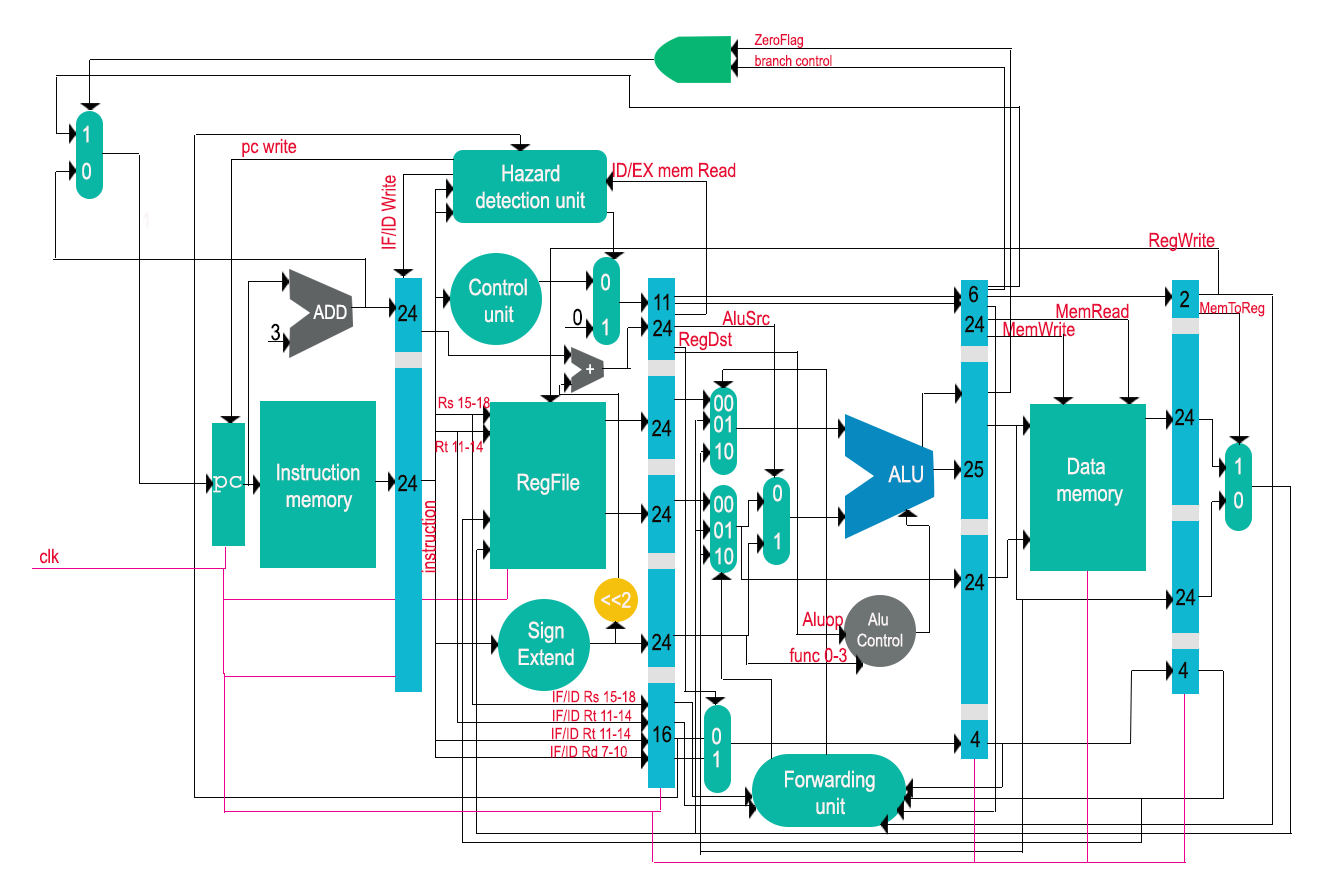 ZeroFlag
branch control
1
0
pc write
Hazard
detection unit
ID/EX mem Read
IF/ID Write
RegWrite
ADD
3
24
Control
unit
0
1
0
11
24
+
AluSrc
RegDst
6
24
MemRead
MemWrite
2
MemToReg
Rs 15-18
Rt 11-14
pc
Instruction
memory
24
instruction
RegFile
24
24
00
01
10
00
01
10
0
1
ALU
25
24
Data
memory
24
24
1
0
clk
<<2
Sign
Extend
24
Aluop
func 0-3
Alu
Control
IF/ID Rs 15-18
IF/ID Rt 11-14
IF/ID Rt 11-14
IF/ID Rd 7-10
16
0
1
4
4
Forwarding
unit